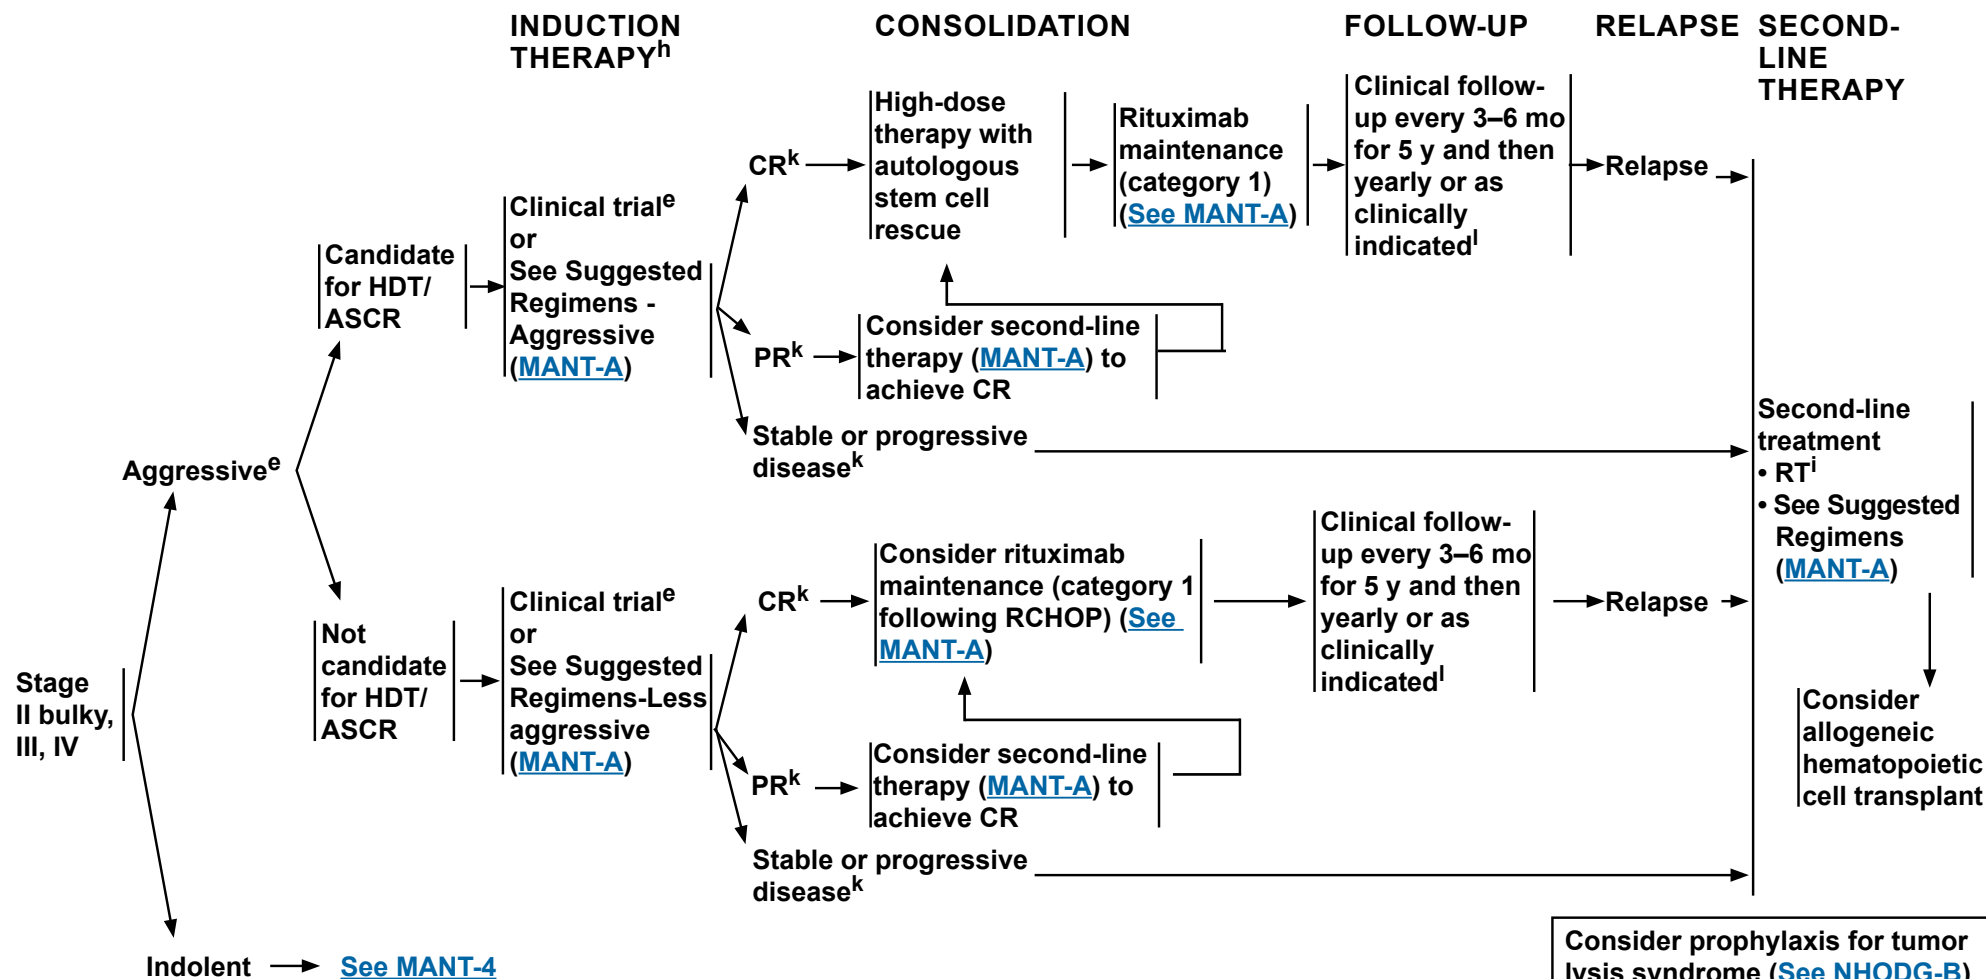 INDUCTION
THERAPYh
CONSOLIDATION
FOLLOW-UP
RELAPSE
SECOND-
LINE
THERAPY
Stage
II bulky,
III, IV
Aggressivee
Candidate
for HDT/
ASCR
Clinical triale
or
See Suggested
Regimens -
Aggressive
(MANT-A)
CRk
High-dose
therapy with
autologous
stem cell
rescue
Rituximab
maintenance
(category 1)
(See MANT-A)
Clinical follow-
up every 3–6 mo
for 5 y and then
yearly or as
clinically
indicatedl
Relapse
PRk
Consider second-line
therapy (MANT-A) to
achieve CR
Stable or progressive
diseasek
Not
candidate
for HDT/
ASCR
Clinical triale
or
See Suggested
Regimens-Less
aggressive
(MANT-A)
CRk
Consider rituximab
maintenance (category 1
following RCHOP) (See
MANT-A)
Clinical follow-
up every 3–6 mo
for 5 y and then
yearly or as
clinically
indicatedl
Relapse
PRk
Consider second-line
therapy (MANT-A) to
achieve CR
Stable or progressive
diseasek
Second-line
treatment
• RTi
• See Suggested
Regimens
(MANT-A)
Consider
allogeneic
hematopoietic
cell transplant
Indolent
See MANT-4
Consider prophylaxis for tumor
lysis syndrome (See NHODG-B)